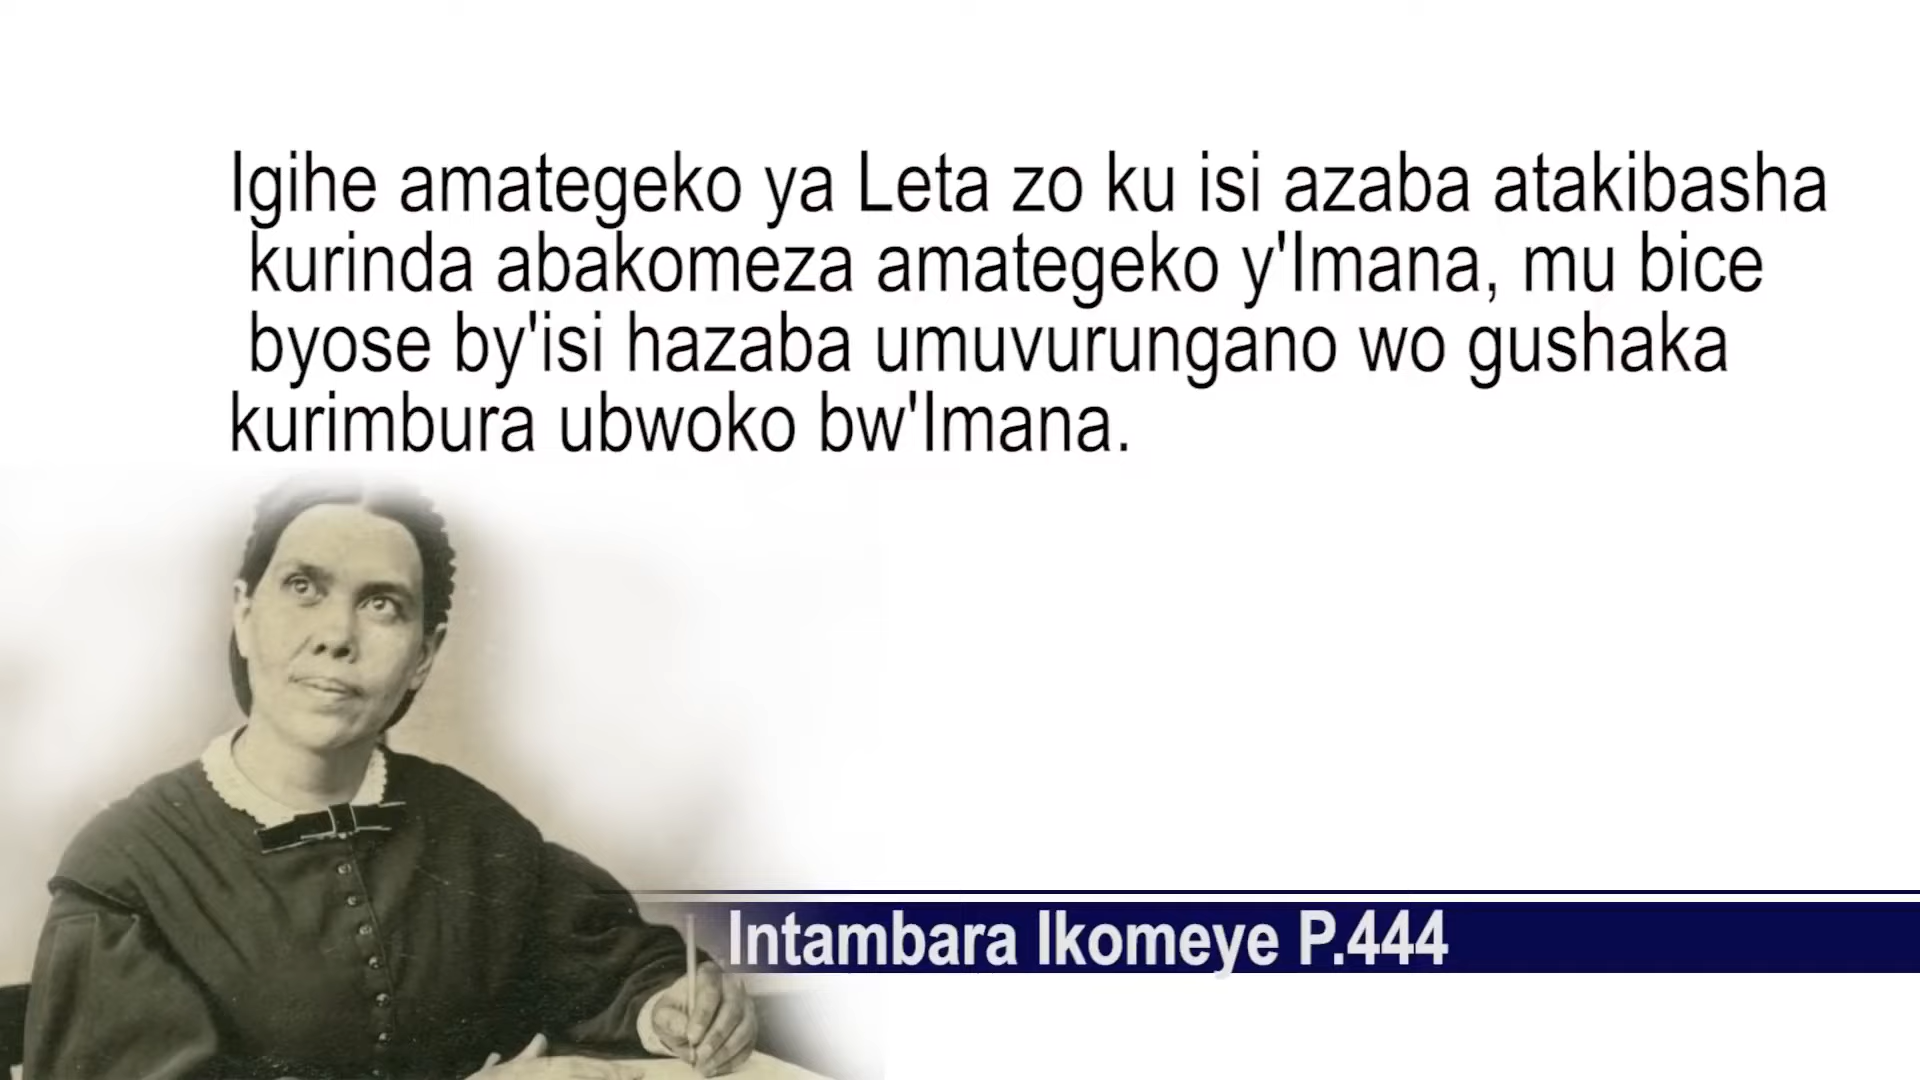 Igihe amategeko ya Leta zo ku isi azaba atakibasha
kurinda abakomeza amategeko y'Imana, mu bice
byose by'isi hazaba umuvurungano wo gushaka
kurimbura ubwoko bw'Imana.
Intambara Ikomeye P.444